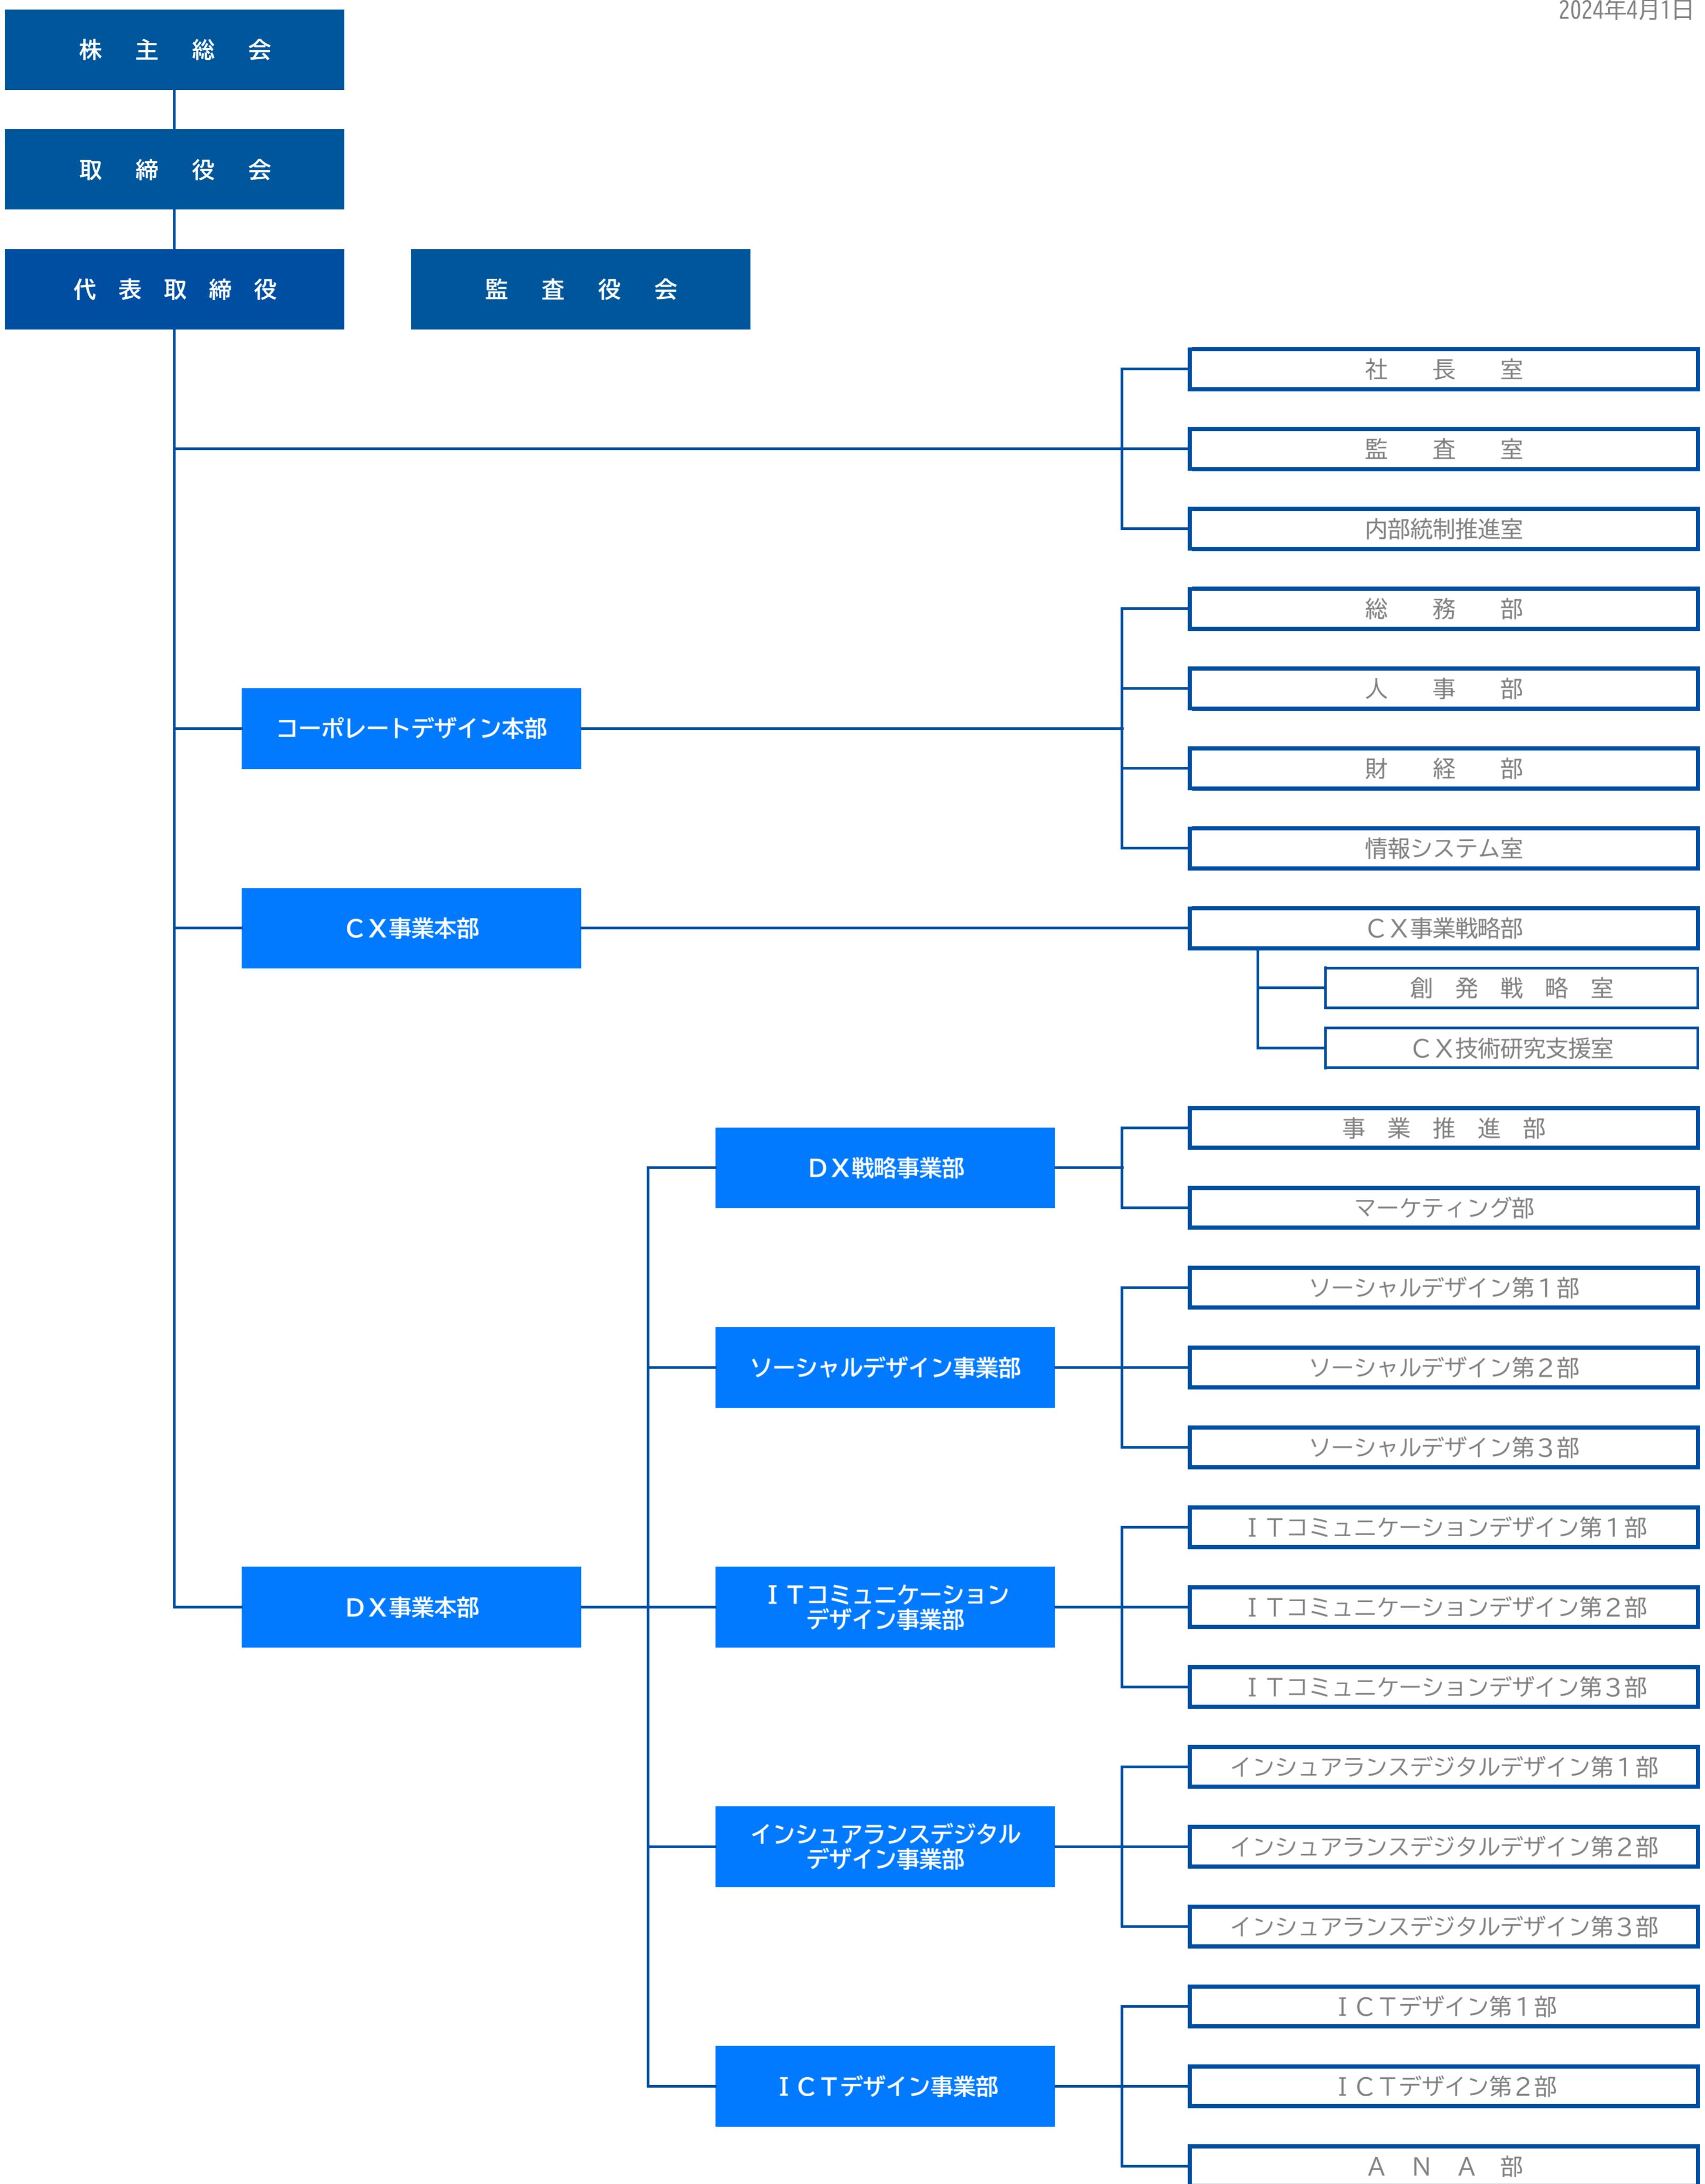 2024年4月1日
株　主　総　会
取　締　役　会
代　表　取　締　役
監　査　役　会
社　　長　　室
監　　査　　室
内部統制推進室
総　　務　　部
人　　事　　部
コーポレートデザイン本部
財　　経　　部
情報システム室
ＣＸ事業本部
ＣＸ事業戦略部
創　発　戦　略　室
ＣＸ技術研究支援室
事　業　推　進　部
ＤＸ戦略事業部
マーケティング部
ソーシャルデザイン第１部
ソーシャルデザイン事業部
ソーシャルデザイン第２部
ソーシャルデザイン第３部
ＩＴコミュニケーションデザイン第１部
ＤＸ事業本部
ＩＴコミュニケーション
デザイン事業部
ＩＴコミュニケーションデザイン第２部
ＩＴコミュニケーションデザイン第３部
インシュアランスデジタルデザイン第１部
インシュアランスデジタル
デザイン事業部
インシュアランスデジタルデザイン第２部
インシュアランスデジタルデザイン第３部
ＩＣＴデザイン第１部
ＩＣＴデザイン事業部
ＩＣＴデザイン第２部
Ａ　Ｎ　Ａ　部